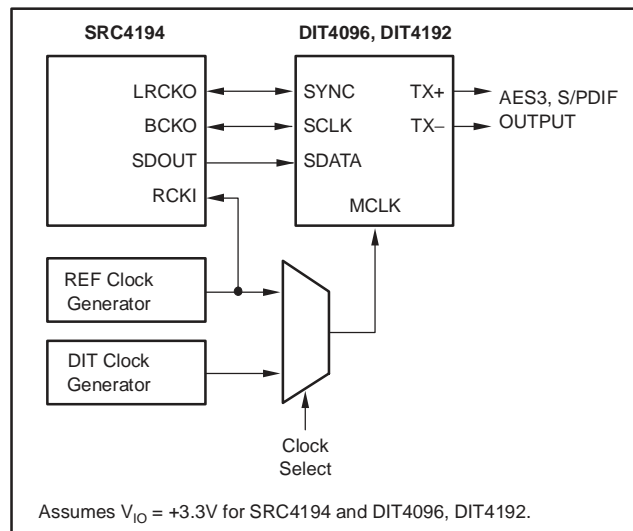 SRC4194
DIT4096, DIT4192
LRCKO
BCKO
SDOUT
RCKI
SYNC
SCLK
SDATA
MCLK
TX+
TX–
AES3, S/PDIF
OUTPUT
REF Clock
Generator
DIT Clock
Generator
Clock
Select
Assumes VIO = +3.3V for SRC4194 and DIT4096, DIT4192.